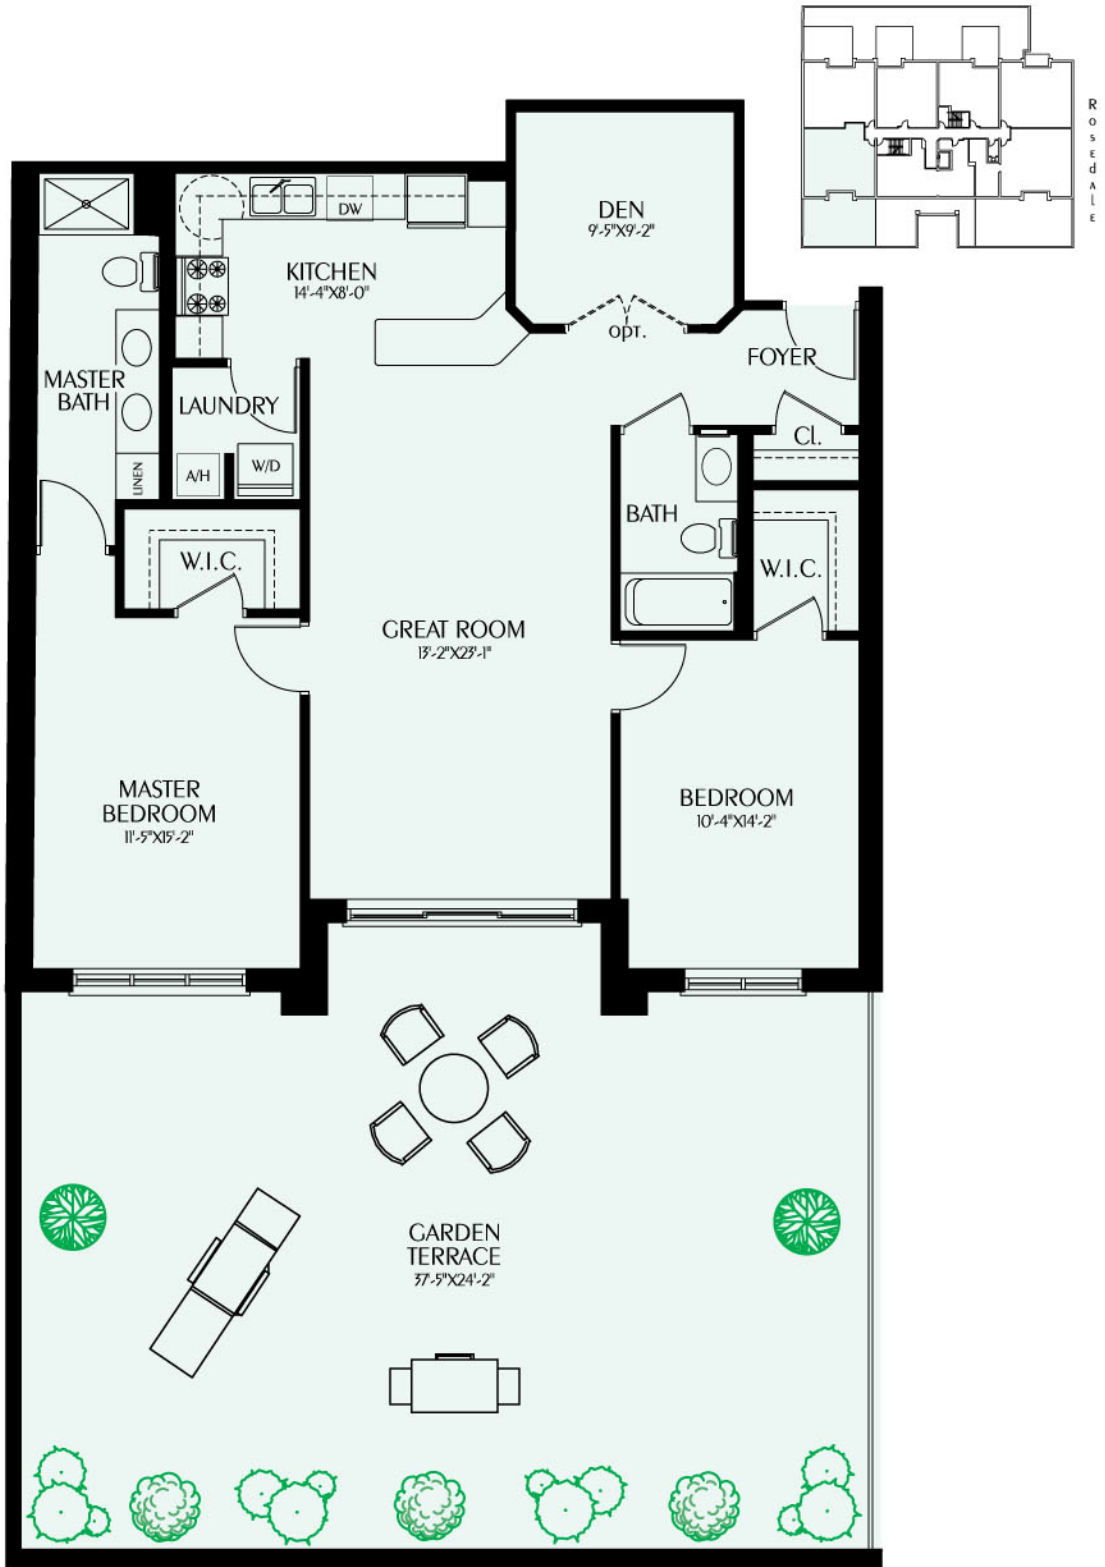 RosEdAlE
DEN
9'-5"X9'-2"
DW
KITCHEN
14'-4"X8'-0"
OPT.
FOYER
MASTER
BATH
LAUNDRY
Cl.
A/H
W/D
LINEN
BATH
W.I.C.
W.I.C.
GREAT ROOM
13'-2"X23'-1"
MASTER
BEDROOM
11'-5"X15'-2"
BEDROOM
10'-4"X14'-2"
GARDEN
TERRACE
37'-5"X24'-2"